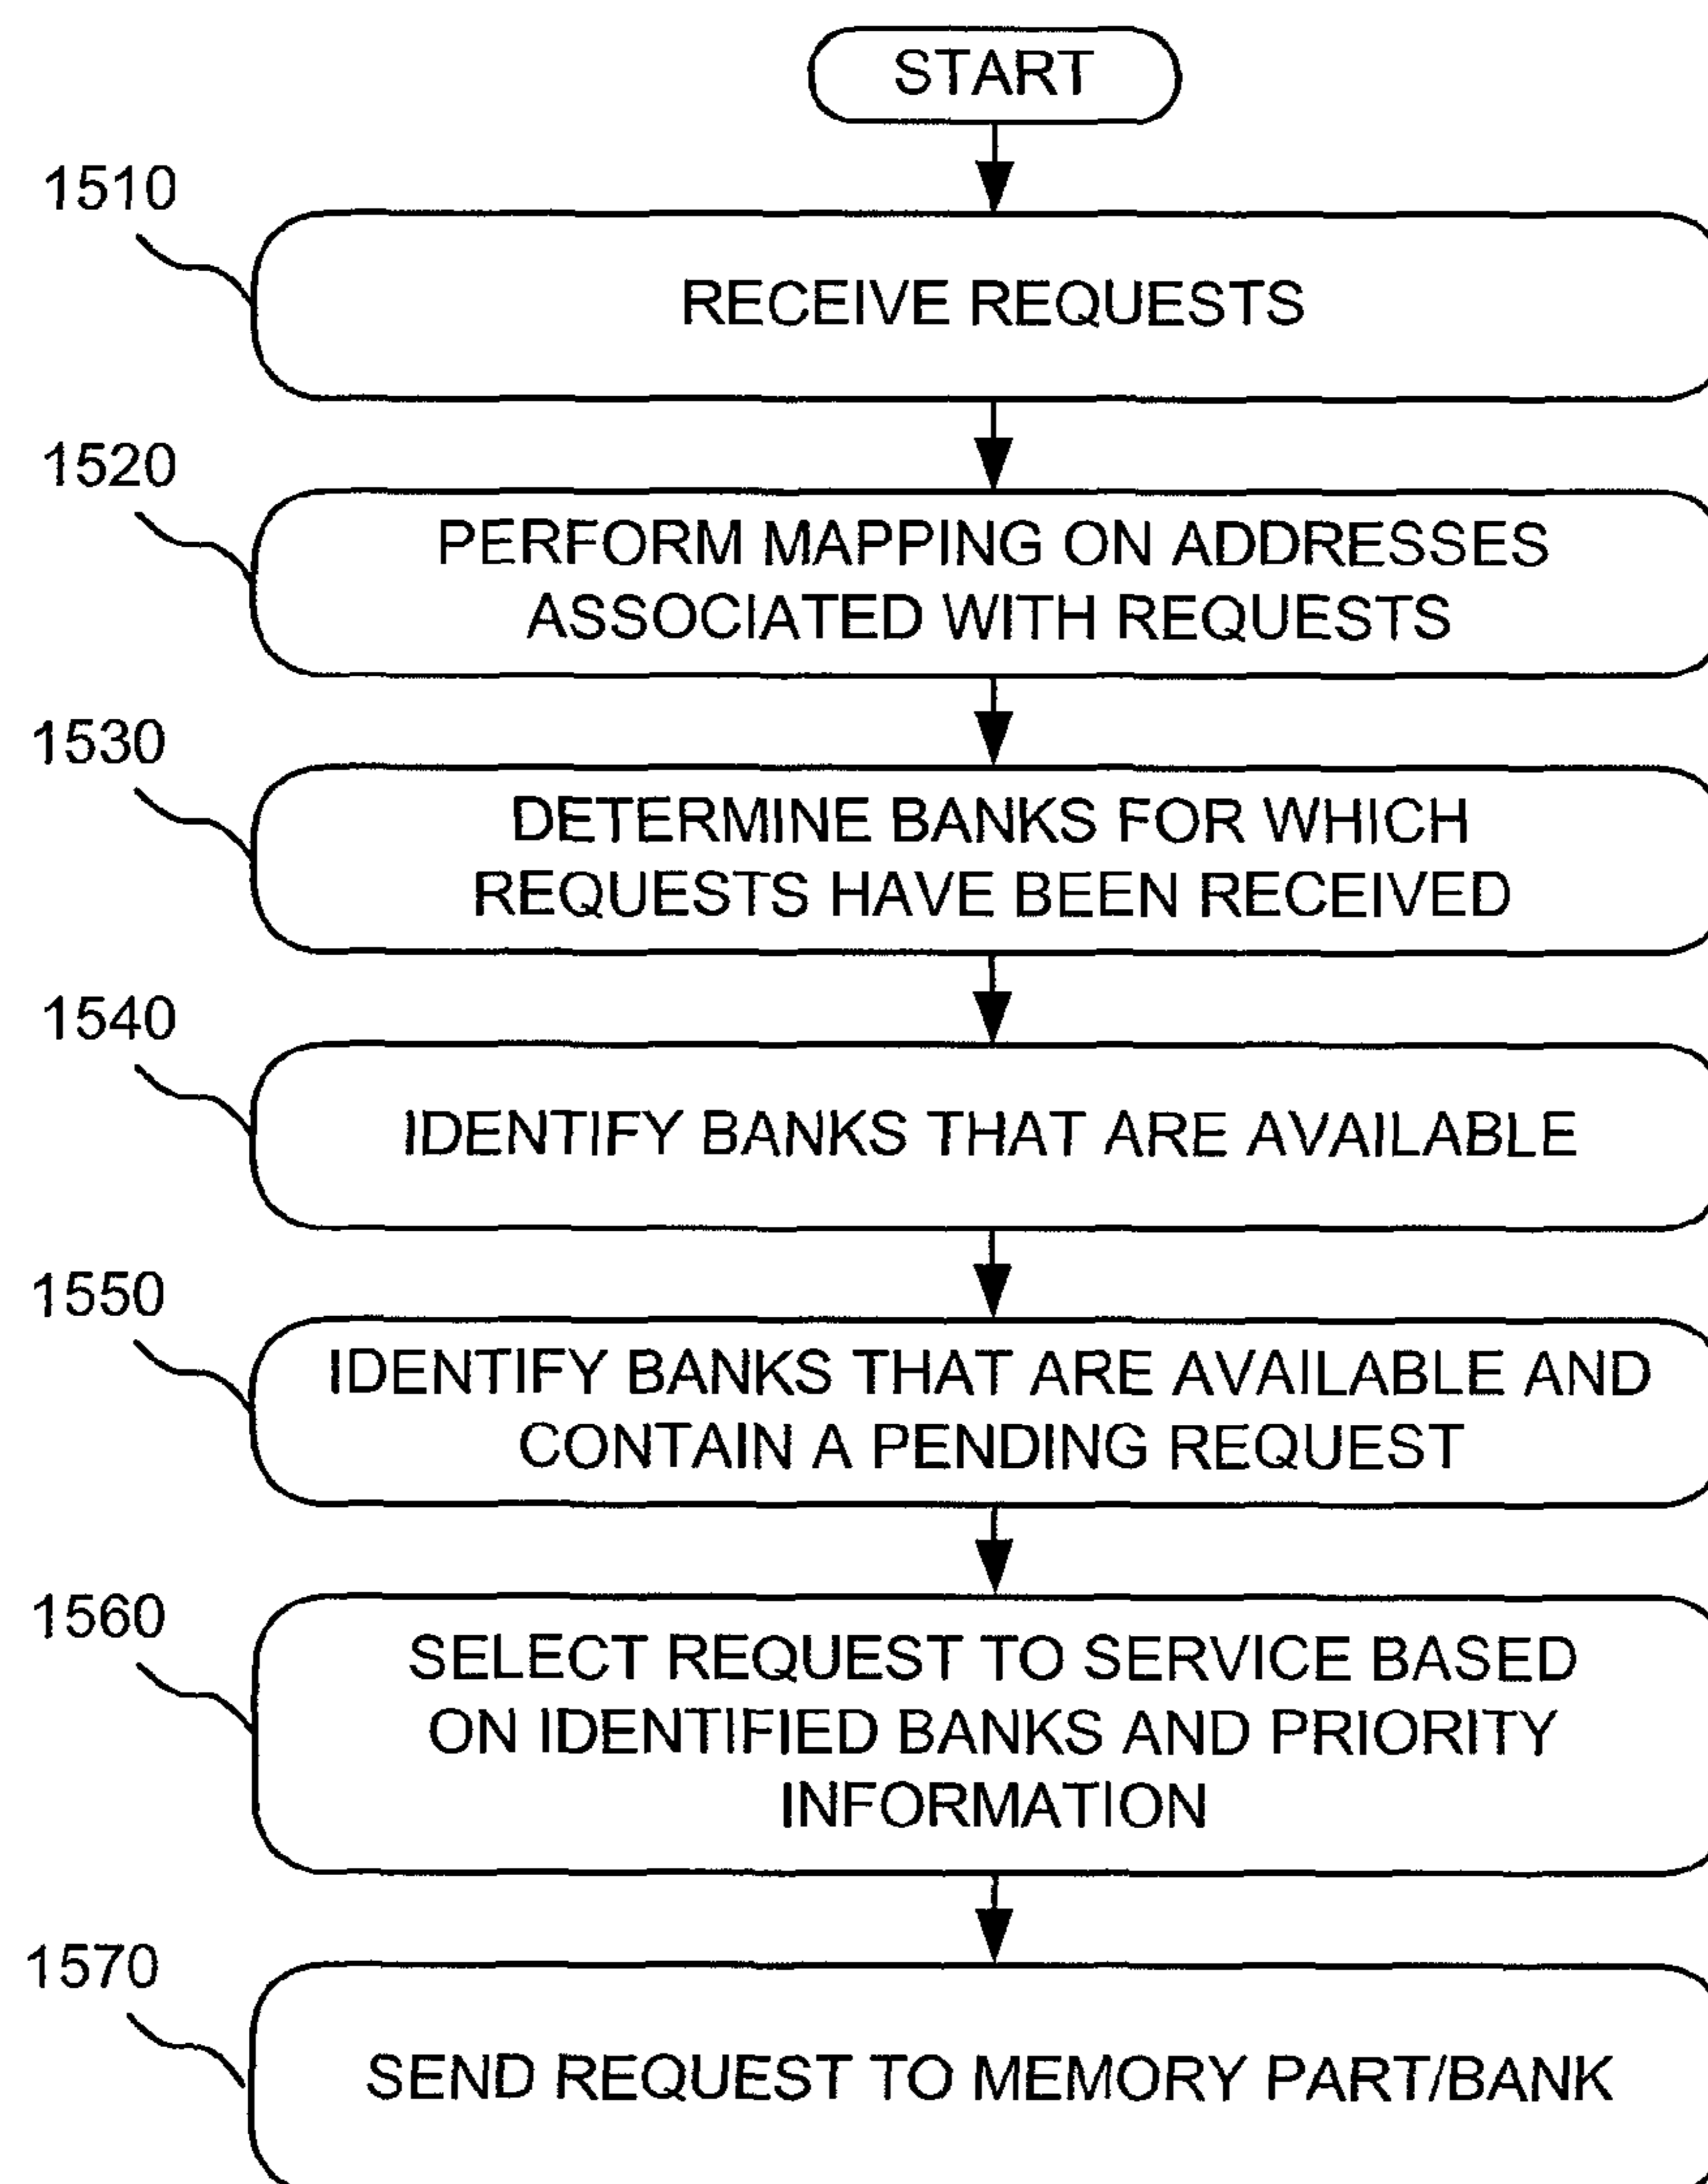 START
1510
RECEIVE REQUESTS
1520
PERFORM MAPPING ON ADDRESSES
ASSOCIATED WITH REQUESTS
1530
DETERMINE BANKS FOR WHICH
REQUESTS HAVE BEEN RECEIVED
1540
IDENTIFY BANKS THAT ARE AVAILABLE
1550
IDENTIFY BANKS THAT ARE AVAILABLE AND
CONTAIN A PENDING REQUEST
1560
SELECT REQUEST TO SERVICE BASED
ON IDENTIFIED BANKS AND PRIORITY
INFORMATION
1570
SEND REQUEST TO MEMORY PART/BANK